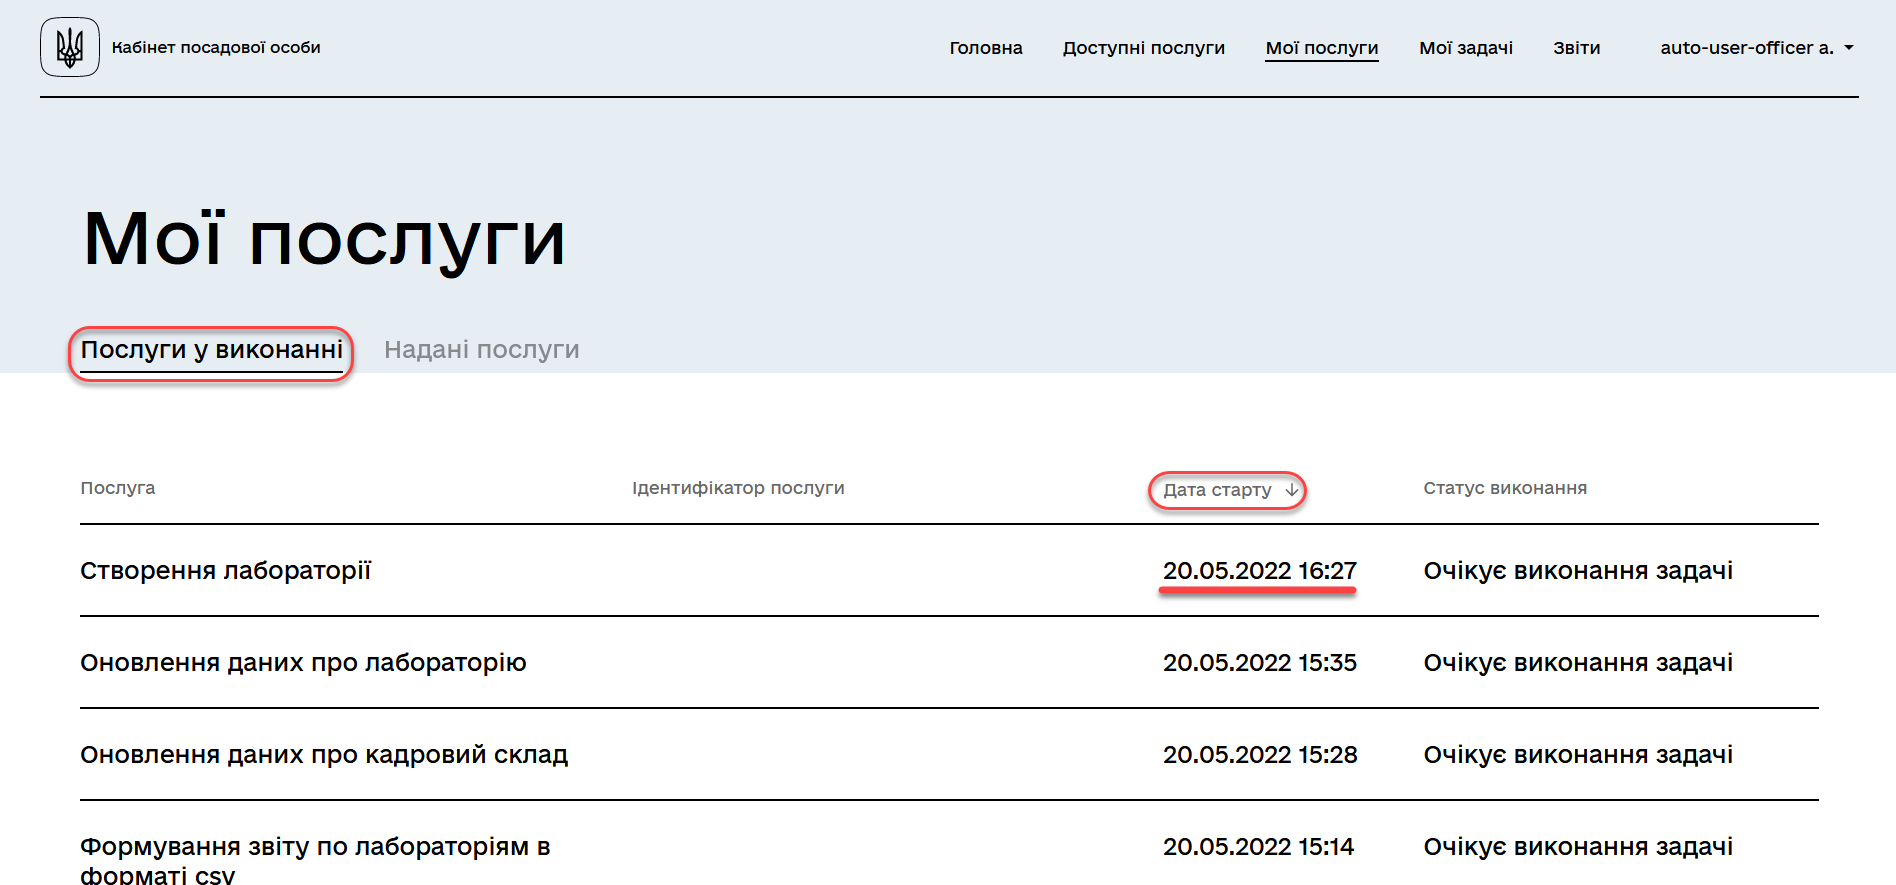 Кабінет посадової особи
Головна Доступні послуги Мої послуги Мої задачі Звіти auto-user-officer a.
Мої послуги
Послуги у виконанні Надані послуги
Послуга Ідентифікатор послуги Дата старту Статус виконання
Створення лабораторії 20.05.2022 16:27 Очікує виконання задачі
Оновлення даних про лабораторію 20.05.2022 15:35 Очікує виконання задачі
Оновлення даних про кадровий склад 20.05.2022 15:28 Очікує виконання задачі
Формування звіту по лабораторіям в 20.05.2022 15:14 Очікує виконання задачі
форматі csv